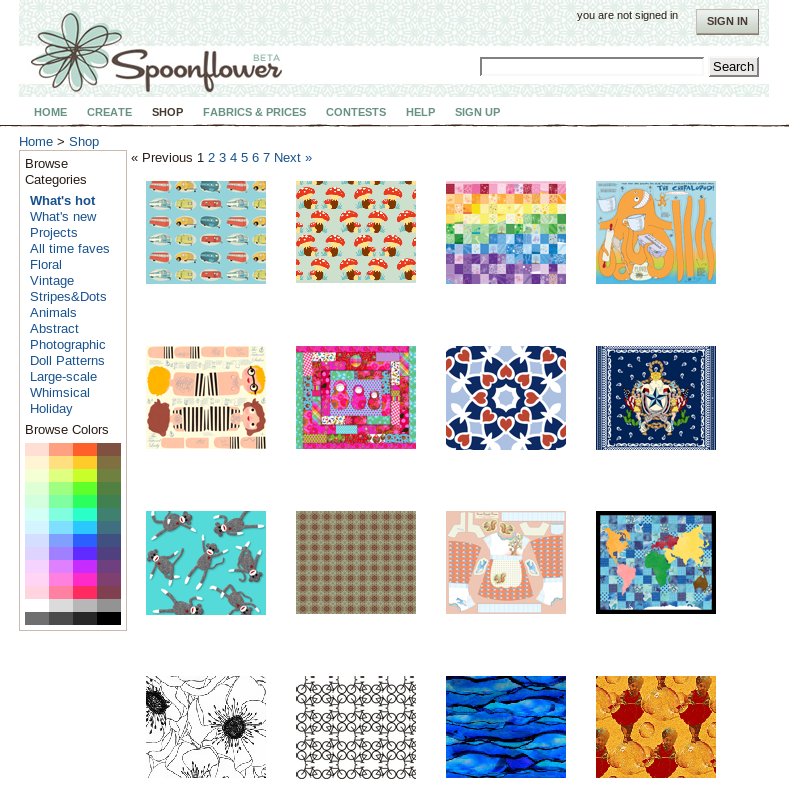 you are not signed in
SIGN IN
BETA
Spoonflower
Search
HOME CREATE SHOP FABRICS & PRICES CONTESTS HELP SIGN UP
Home > Shop
« Previous 1 2 3 4 5 6 7 Next »
Browse
Categories
What's hot
What's new
Projects
All time faves
Floral
Vintage
Stripes&Dots
Animals
Abstract
Photographic
Doll Patterns
Large-scale
Whimsical
Holiday
Browse Colors